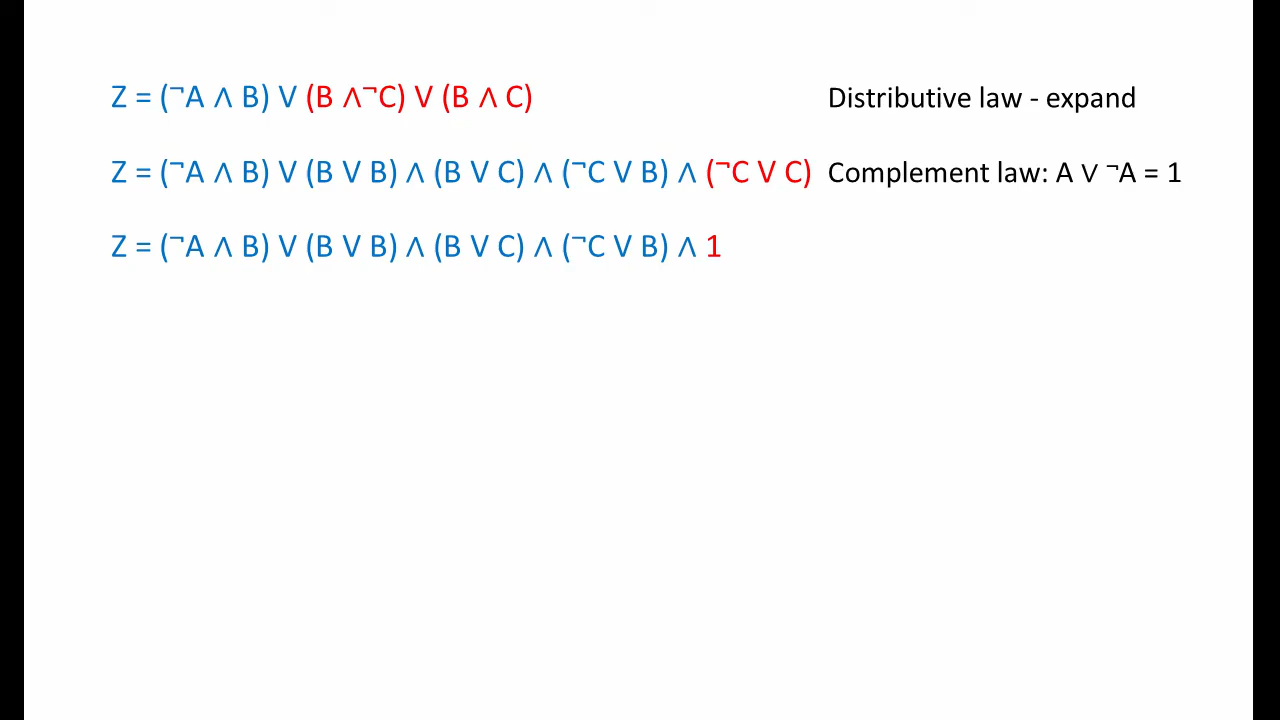 Z = (¬A ∧ B) V (B ∧¬C) V (B ∧ C) Distributive law - expand
Z = (¬A ∧ B) V (B V B) ∧ (B V C) ∧ (¬C V B) ∧ (¬C V C) Complement law: A ∨ ¬A = 1
Z = (¬A ∧ B) V (B V B) ∧ (B V C) ∧ (¬C V B) ∧ 1